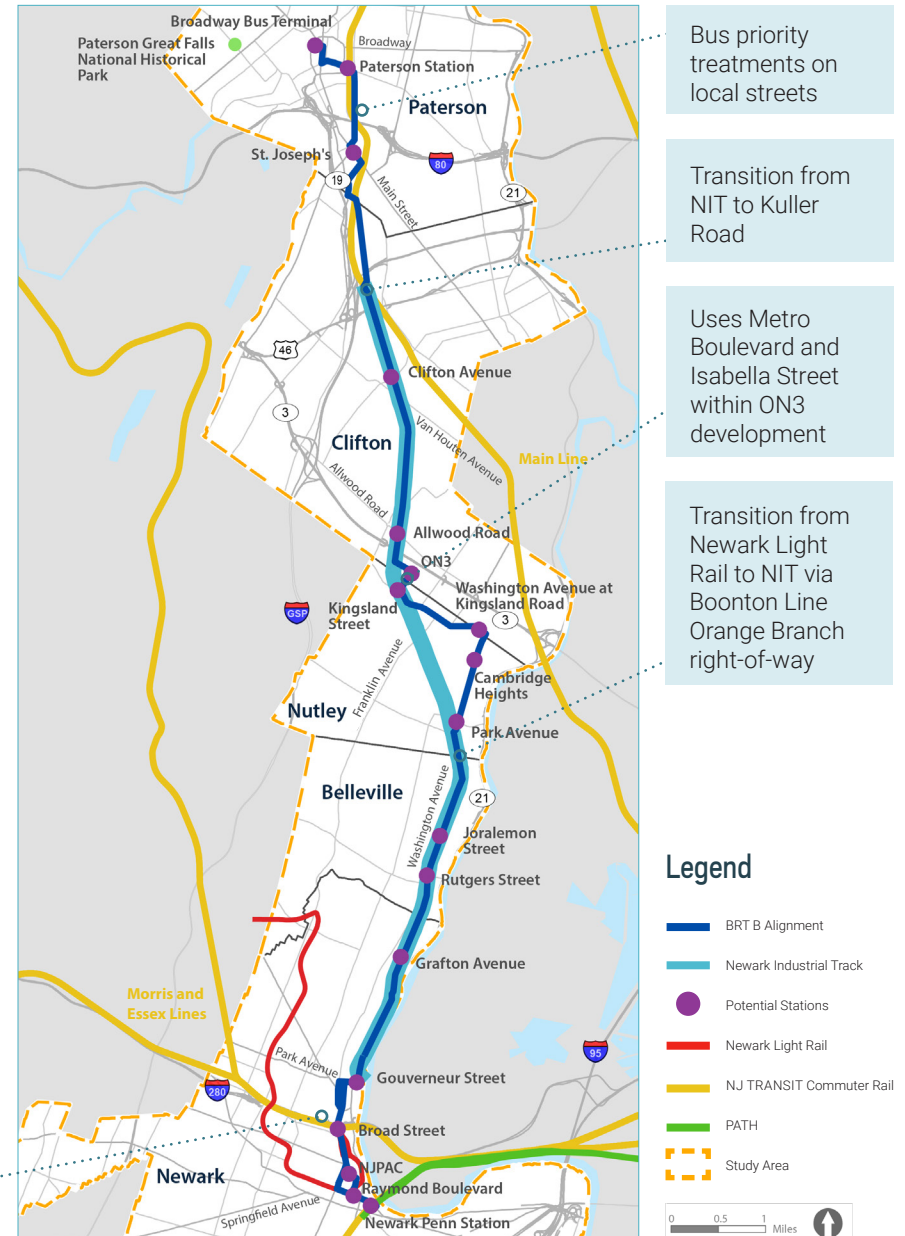 Broadway Bus Terminal
Paterson Great Falls
National Historical
Park
Broadway
Paterson Station
Paterson
St. Joseph's
80
19
Main Street
21
46
Clifton Avenue
3
Van Houten Avenue
Clifton
Main Line
Allwood Road
Allwood Road
ON3
Washington Avenue at
Kingsland Road
GSP
Kingsland
Street
3
Franklin Avenue
Cambridge
Heights
Nutley
Park Avenue
Belleville
Washington Avenue
21
Joralemon
Street
Rutgers Street
Grafton Avenue
Morris and
Essex Lines
95
Park Avenue
Gouverneur Street
280
Broad Street
NJPAC
Newark
Raymond Boulevard
Springfield Avenue
Newark Penn Station
Bus priority
treatments on
local streets
Transition from
NIT to Kuller
Road
Uses Metro
Boulevard and
Isabella Street
within ON3
development
Transition from
Newark Light
Rail to NIT via
Boonton Line
Orange Branch
right-of-way
Legend
BRT B Alignment
Newark Industrial Track
Potential Stations
Newark Light Rail
NJ TRANSIT Commuter Rail
PATH
Study Area
0 0.5 1
Miles